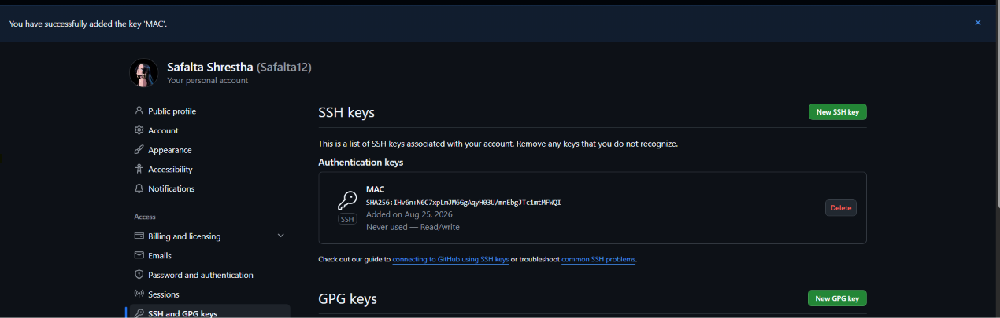 You have successfully added the key 'MAC'.
Safalta Shrestha (Safalta12)
Your personal account
Public profile
Account
Appearance
Accessibility
Notifications
Access
Billing and licensing
Emails
Password and authentication
Sessions
SSH and GPG keys
SSH keys
New SSH key
This is a list of SSH keys associated with your account. Remove any keys that you do not recognize.
Authentication keys
MAC
SHA256:IHv6n+N6C7xpLmJM6GgAqyH03U/mnEbgJTc1mtMFWQI
SSH
Added on Aug 25, 2026
Never used — Read/write
Delete
Check out our guide to connecting to GitHub using SSH keys or troubleshoot common SSH problems.
GPG keys
New GPG key